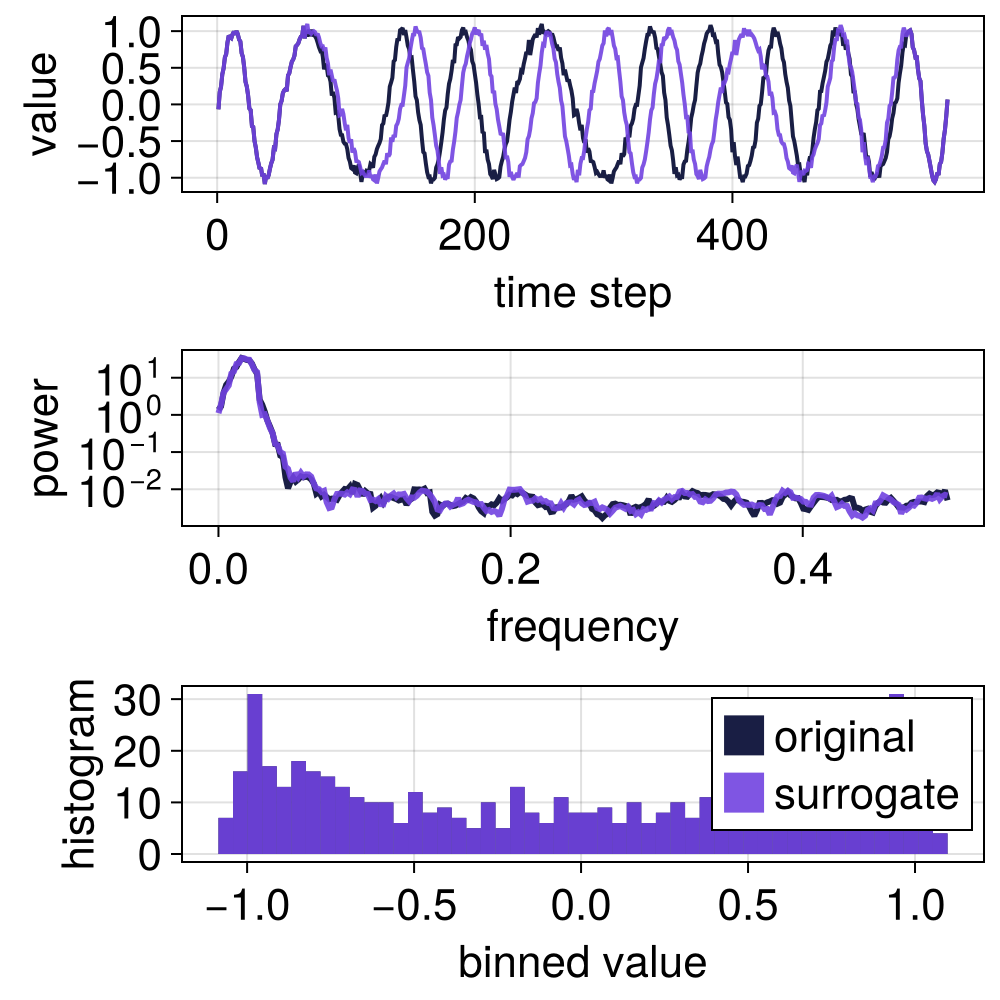 1.0
0.5
0.0
−0.5
−1.0
value
0 200 400
time step
10¹
10⁰
10⁻¹
10⁻²
power
0.0 0.2 0.4
frequency
30
20
10
0
histogram
original
surrogate
−1.0 −0.5 0.0 0.5 1.0
binned value